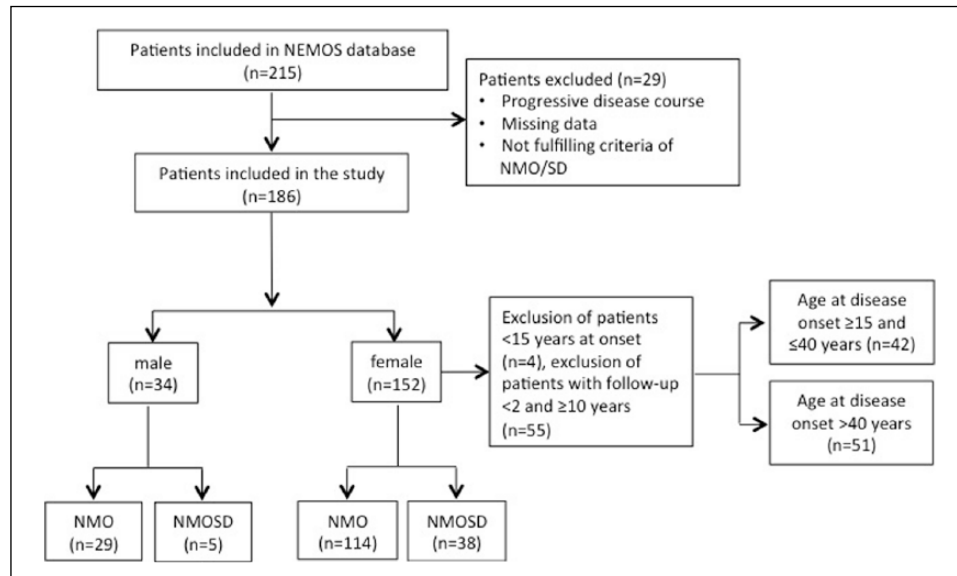 Patients included in NEMOS database
(n=215)
Patients excluded (n=29)
• Progressive disease course
• Missing data
• Not fulfilling criteria of
NMO/SD
Patients included in the study
(n=186)
male
(n=34)
female
(n=152)
Exclusion of patients
<15 years at onset
(n=4), exclusion of
patients with follow-up
<2 and ≥10 years
(n=55)
Age at disease
onset ≥15 and
≤40 years (n=42)
Age at disease
onset >40 years
(n=51)
NMO
(n=29)
NMOSD
(n=5)
NMO
(n=114)
NMOSD
(n=38)